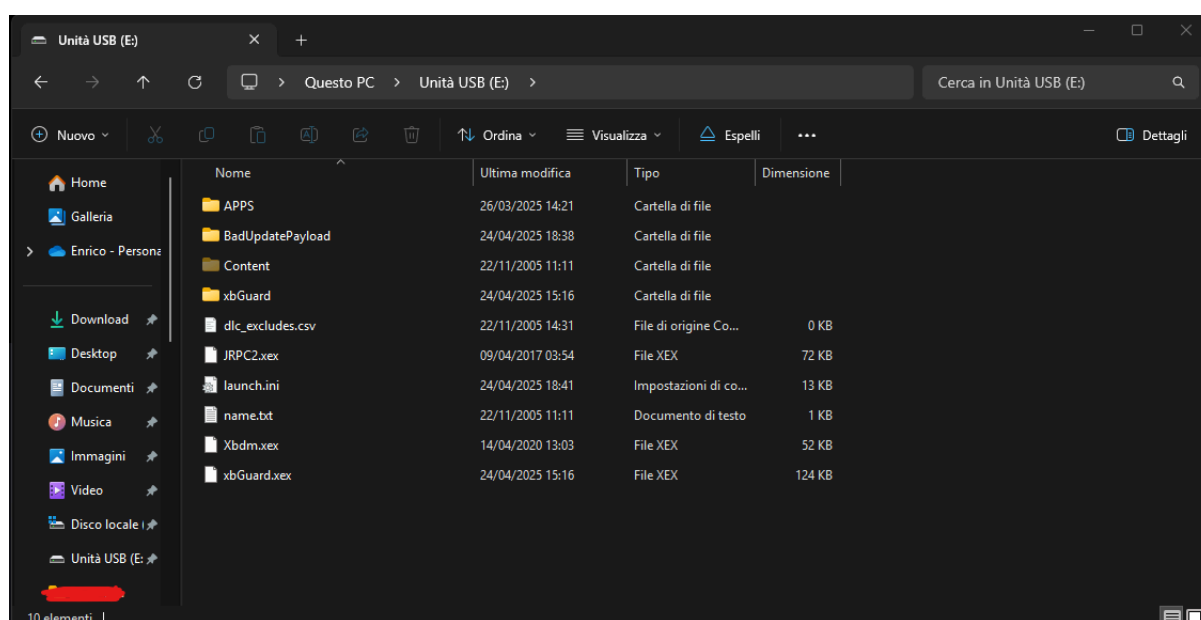 Unità USB (E:)
Questo PC > Unità USB (E:) >
Cerca in Unità USB (E:)
Nuovo
Ordina
Visualizza
Espelli
Dettagli
Home
Galleria
Enrico - Persona
Download
Desktop
Documenti
Musica
Immagini
Video
Disco locale (
Unità USB (E:
Nome Ultima modifica Tipo Dimensione
APPS 26/03/2025 14:21 Cartella di file
BadUpdatePayload 24/04/2025 18:38 Cartella di file
Content 22/11/2005 11:11 Cartella di file
xbGuard 24/04/2025 15:16 Cartella di file
dlc_excludes.csv 22/11/2005 14:31 File di origine Co... 0 KB
JRPC2.xex 09/04/2017 03:54 File XEX 72 KB
launch.ini 24/04/2025 18:41 Impostazioni di co... 13 KB
name.txt 22/11/2005 11:11 Documento di testo 1 KB
Xbdm.xex 14/04/2020 13:03 File XEX 52 KB
xbGuard.xex 24/04/2025 15:16 File XEX 124 KB
10 elementi